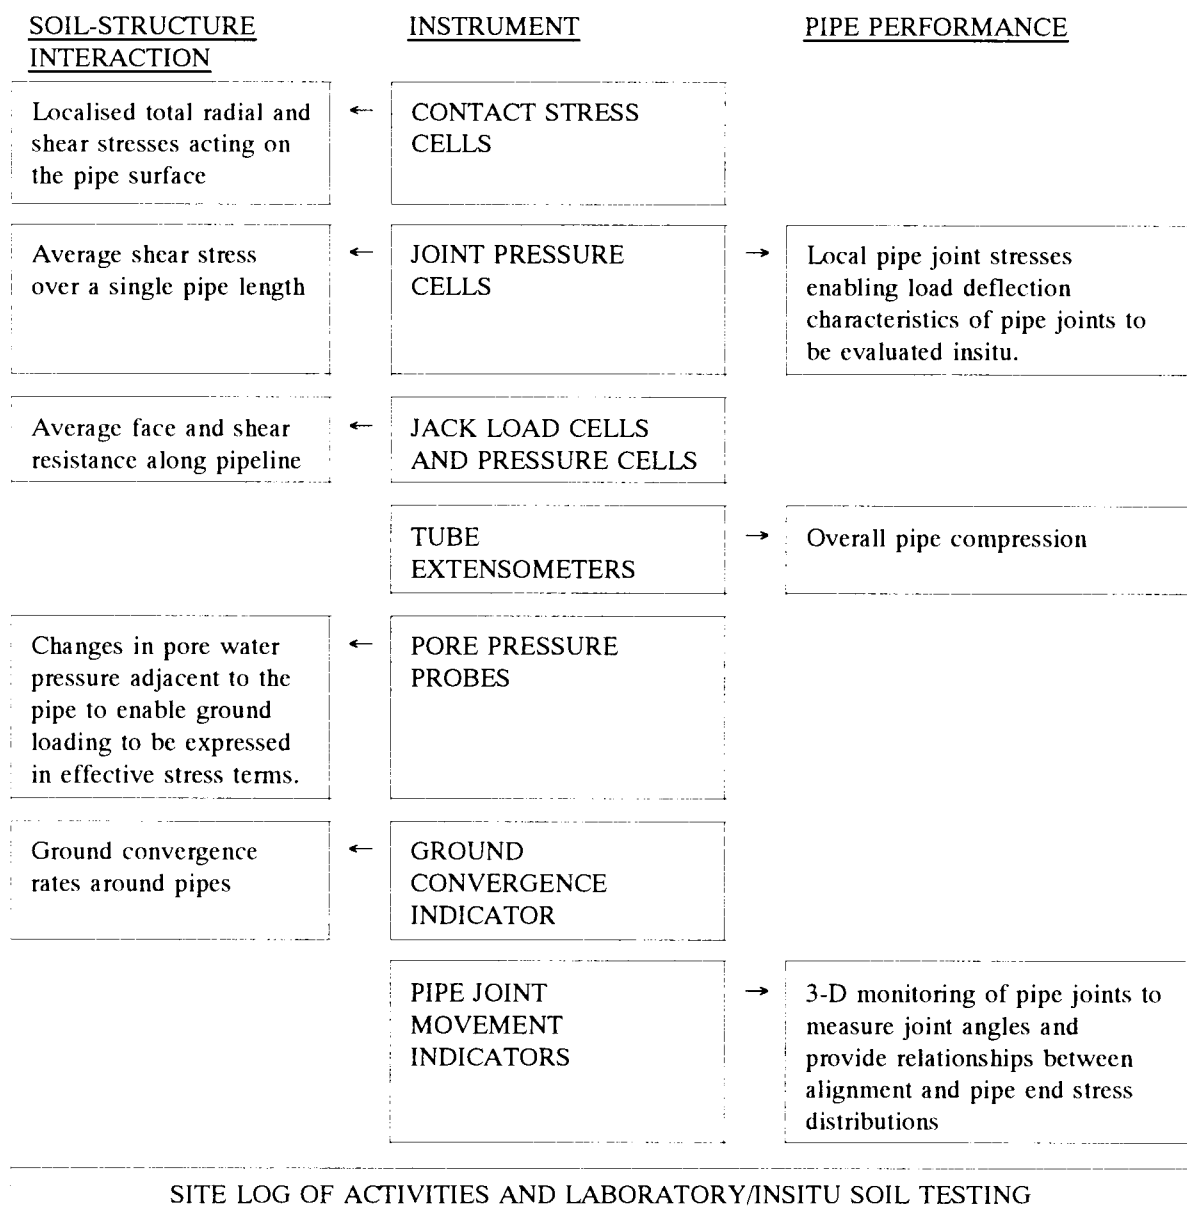 SOIL-STRUCTURE
INTERACTION
INSTRUMENT
PIPE PERFORMANCE
Localised total radial and
shear stresses acting on
the pipe surface
←
CONTACT STRESS
CELLS
Average shear stress
over a single pipe length
←
JOINT PRESSURE
CELLS
→
Local pipe joint stresses
enabling load deflection
characteristics of pipe joints to
be evaluated insitu.
Average face and shear
resistance along pipeline
←
JACK LOAD CELLS
AND PRESSURE CELLS
TUBE
EXTENSOMETERS
→
Overall pipe compression
Changes in pore water
pressure adjacent to the
pipe to enable ground
loading to be expressed
in effective stress terms.
←
PORE PRESSURE
PROBES
Ground convergence
rates around pipes
←
GROUND
CONVERGENCE
INDICATOR
PIPE JOINT
MOVEMENT
INDICATORS
→
3-D monitoring of pipe joints to
measure joint angles and
provide relationships between
alignment and pipe end stress
distributions
SITE LOG OF ACTIVITIES AND LABORATORY/INSITU SOIL TESTING